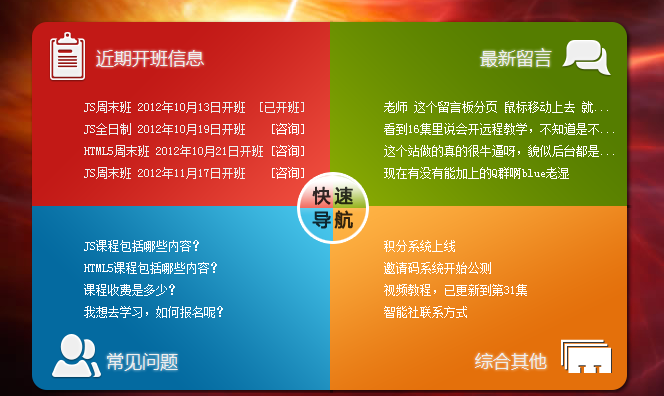 近期开班信息
JS周末班 2012年10月13日开班 [已开班]
JS全日制 2012年10月19日开班 [咨询]
HTML5周末班 2012年10月21日开班 [咨询]
JS周末班 2012年11月17日开班 [咨询]
最新留言
老师 这个留言板分页 鼠标移动上去 就...
看到16集里说会开远程教学，不知道是不...
这个站做的真的很牛逼呀，貌似后台都是...
现在有没有能加上的Q群啊blue老湿
快速
导航
JS课程包括哪些内容？
HTML5课程包括哪些内容？
课程收费是多少？
我想去学习，如何报名呢？
常见问题
积分系统上线
邀请码系统开始公测
视频教程，已更新到第31集
智能社联系方式
综合其他